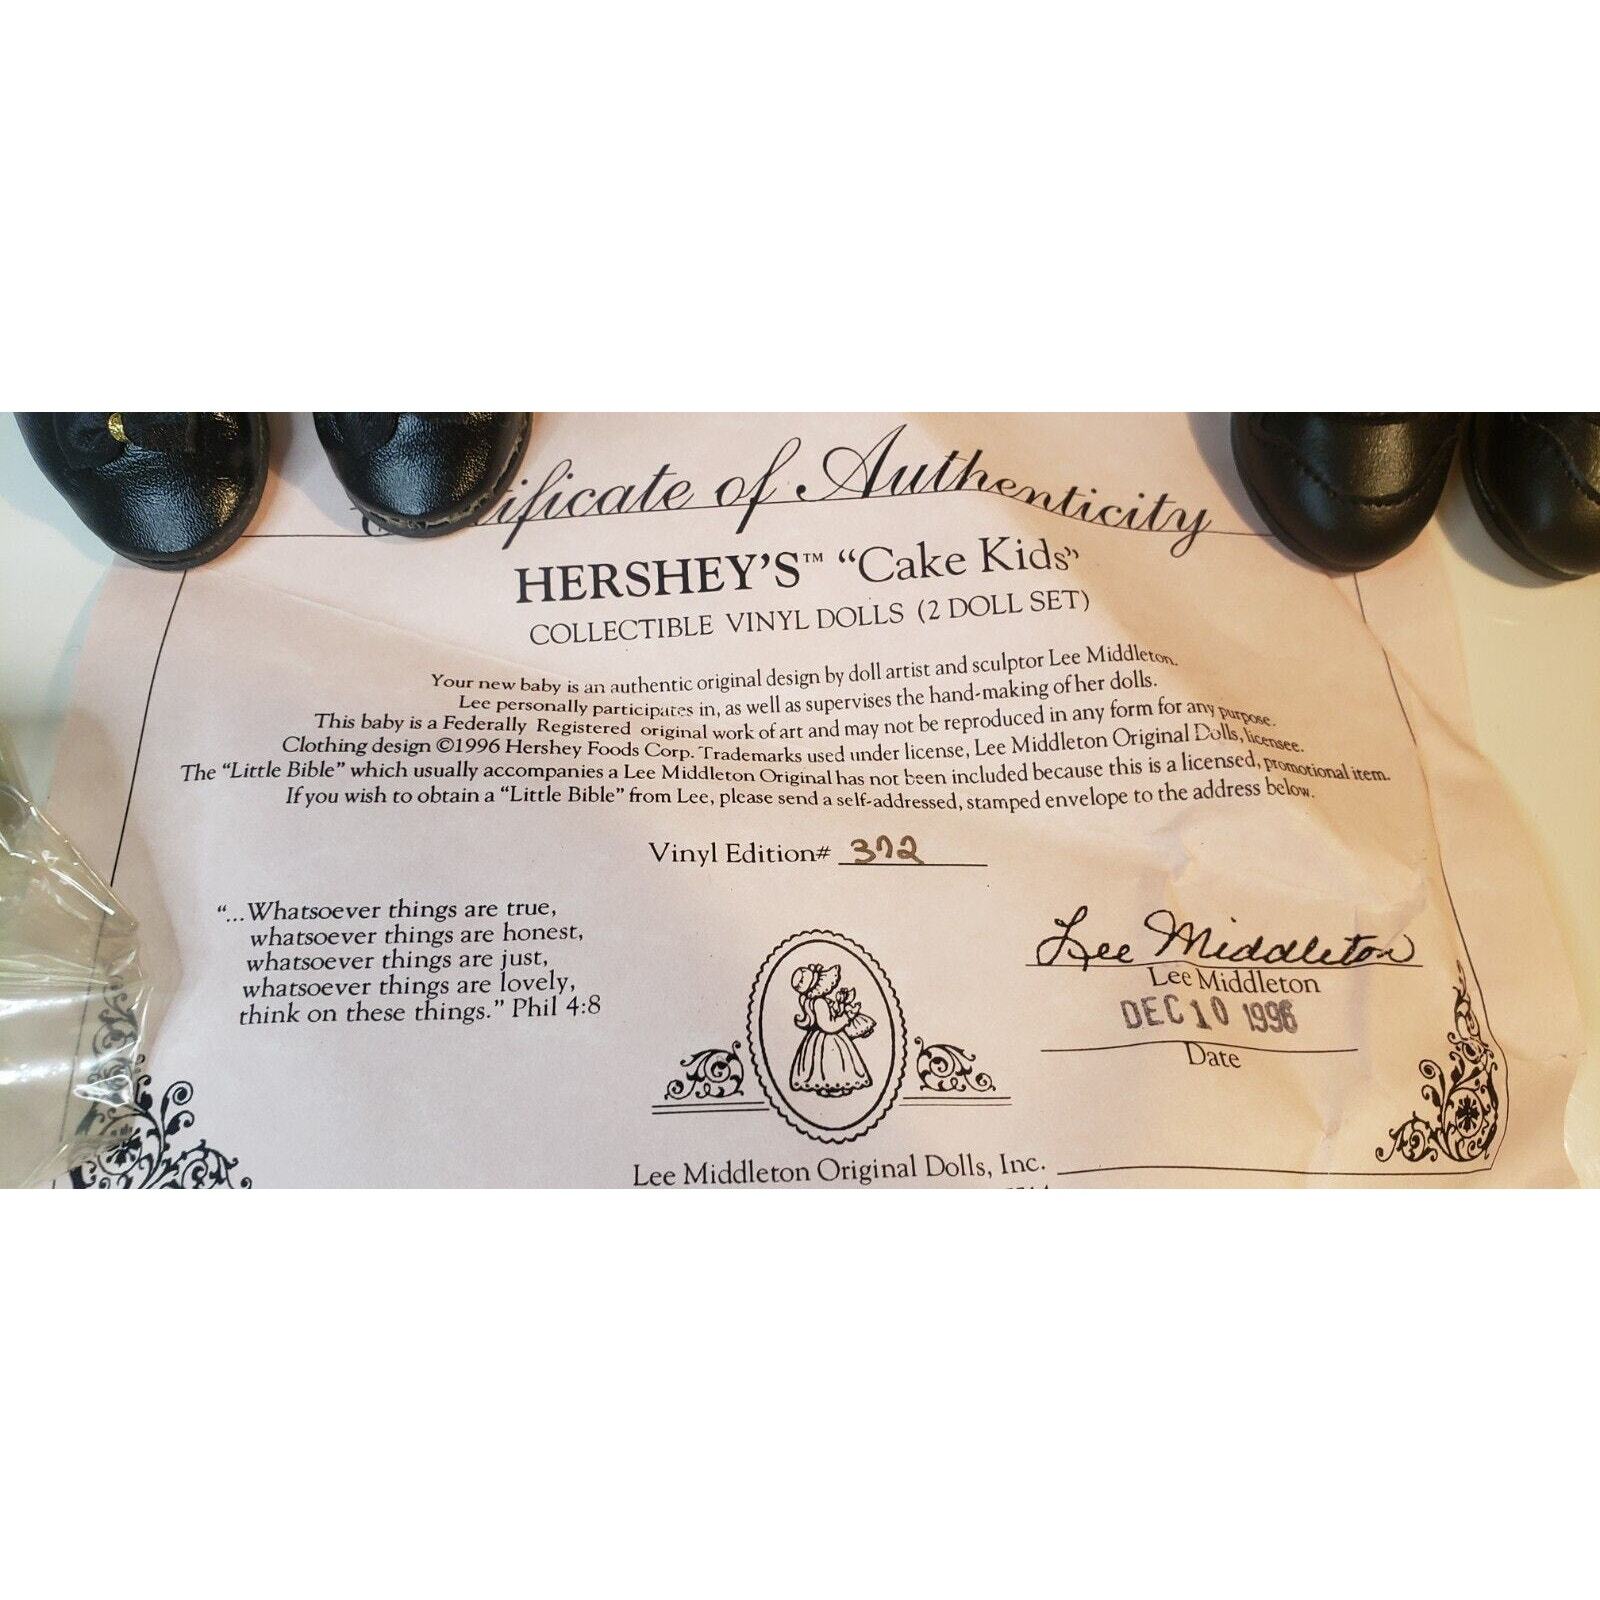 ificate of Authenticity
HERSHEY'S™ "Cake Kids"
COLLECTIBLE VINYL DOLLS (2 DOLL SET)
Your new baby is an authentic original design by doll artist and sculptor Lee Middleton.
Lee personally participates in, as well as supervises the hand-making of her dolls.
This baby is a Federally Registered original work of art and may not be reproduced in any form for any purpose.
Clothing design ©1996 Hershey Foods Corp. Trademarks used under license, Lee Middleton Original Dolls, licensee.
The "Little Bible" which usually accompanies a Lee Middleton Original has not been included because this is a licensed, promotional item.
If you wish to obtain a "Little Bible" from Lee, please send a self-addressed, stamped envelope to the address below.
Vinyl Edition# 372
"...Whatsoever things are true,
whatsoever things are honest,
whatsoever things are just,
whatsoever things are lovely,
think on these things." Phil 4:8
Lee Middleton
Lee Middleton
DEC 10 1996
Date
Lee Middleton Original Dolls, Inc.